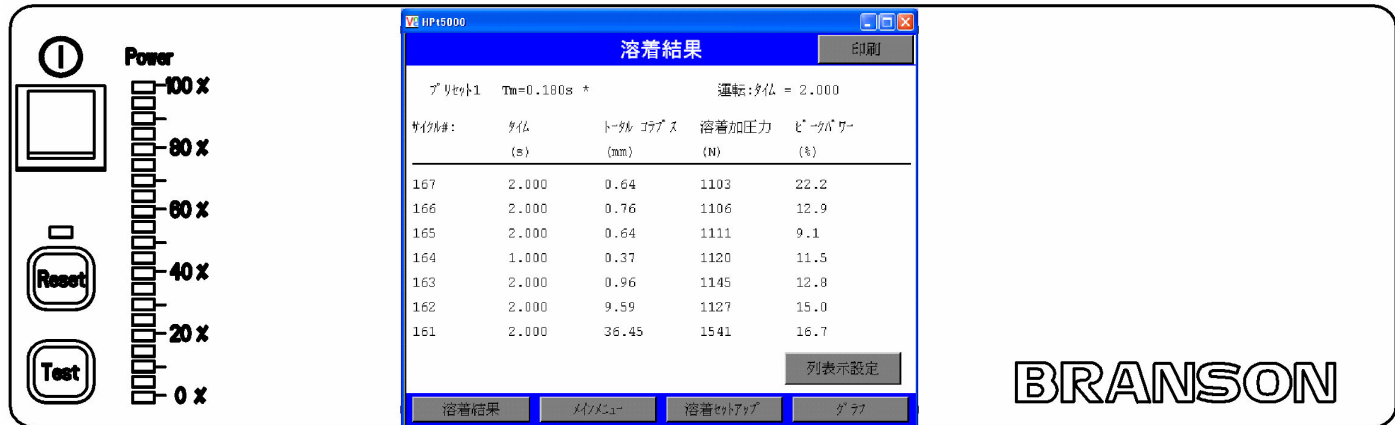 Power
100 %
80 %
60 %
40 %
20 %
0 %
Reset
Test
HPt5000
溶着結果
印刷
プリセット1 Tm=0.180s * 運転:タイム = 2.000
サイクル#: タイム トータル コラプス 溶着加圧力 ピークパワー
(s) (mm) (N) (%)
167 2.000 0.64 1103 22.2
166 2.000 0.76 1106 12.9
165 2.000 0.64 1111 9.1
164 1.000 0.37 1120 11.5
163 2.000 0.96 1145 12.8
162 2.000 9.59 1127 15.0
161 2.000 36.45 1541 16.7
列表示設定
溶着結果 メインメニュー 溶着セットアップ グラフ
BRANSON